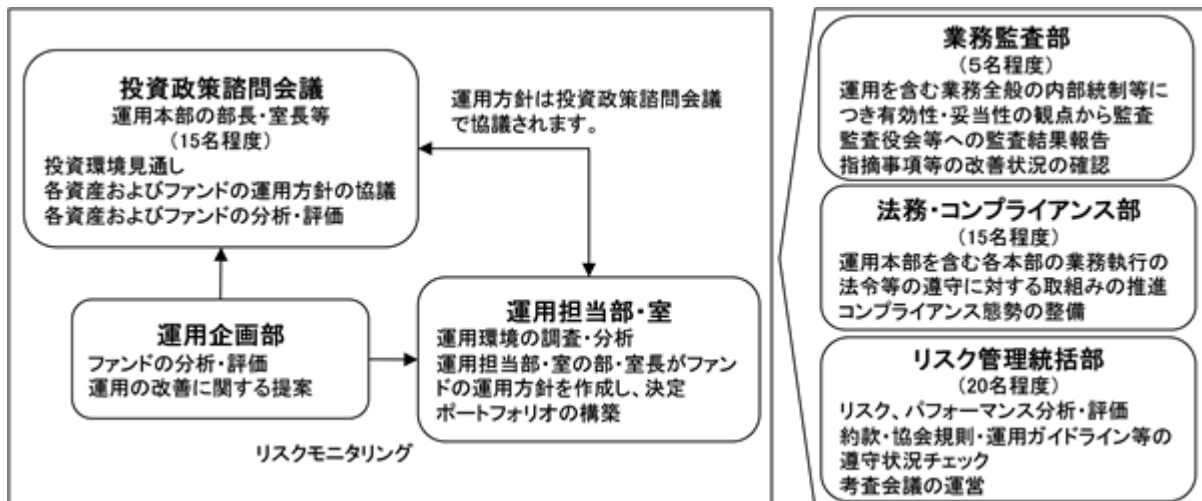 投資政策諮問会議
運用本部の部長・室長等
(15名程度)
投資環境見通し
各資産およびファンドの運用方針の協議
各資産およびファンドの分析・評価
運用方針は投資政策諮問会議
で協議されます。
運用企画部
ファンドの分析・評価
運用の改善に関する提案
運用担当部・室
運用環境の調査・分析
運用担当部・室の部・室長がファン
ドの運用方針を作成し、決定
ポートフォリオの構築
リスクモニタリング
業務監査部
(5名程度)
運用を含む業務全般の内部統制等に
つき有効性・妥当性の観点から監査
監査役会等への監査結果報告
指摘事項等の改善状況の確認
法務・コンプライアンス部
(15名程度)
運用本部を含む各本部の業務執行の
法令等の遵守に対する取組みの推進
コンプライアンス態勢の整備
リスク管理統括部
(20名程度)
リスク、パフォーマンス分析・評価
約款・協会規則・運用ガイドライン等の
遵守状況チェック
考査会議の運営